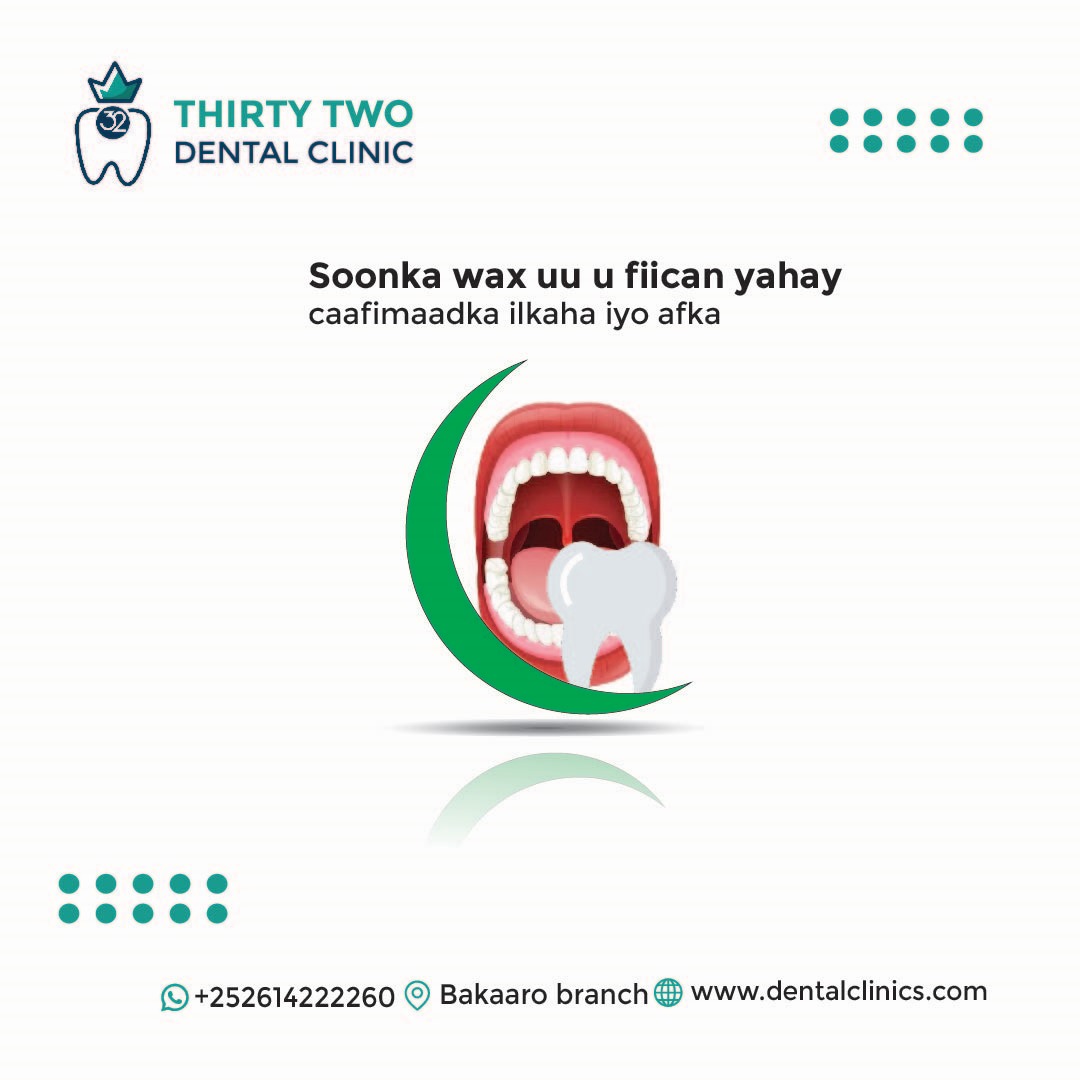 32
THIRTY TWO
DENTAL CLINIC
Soonka wax uu u fiican yahay
caafimaadka ilkaha iyo afka
+252614222260 Bakaaro branch www.dentalclinics.com